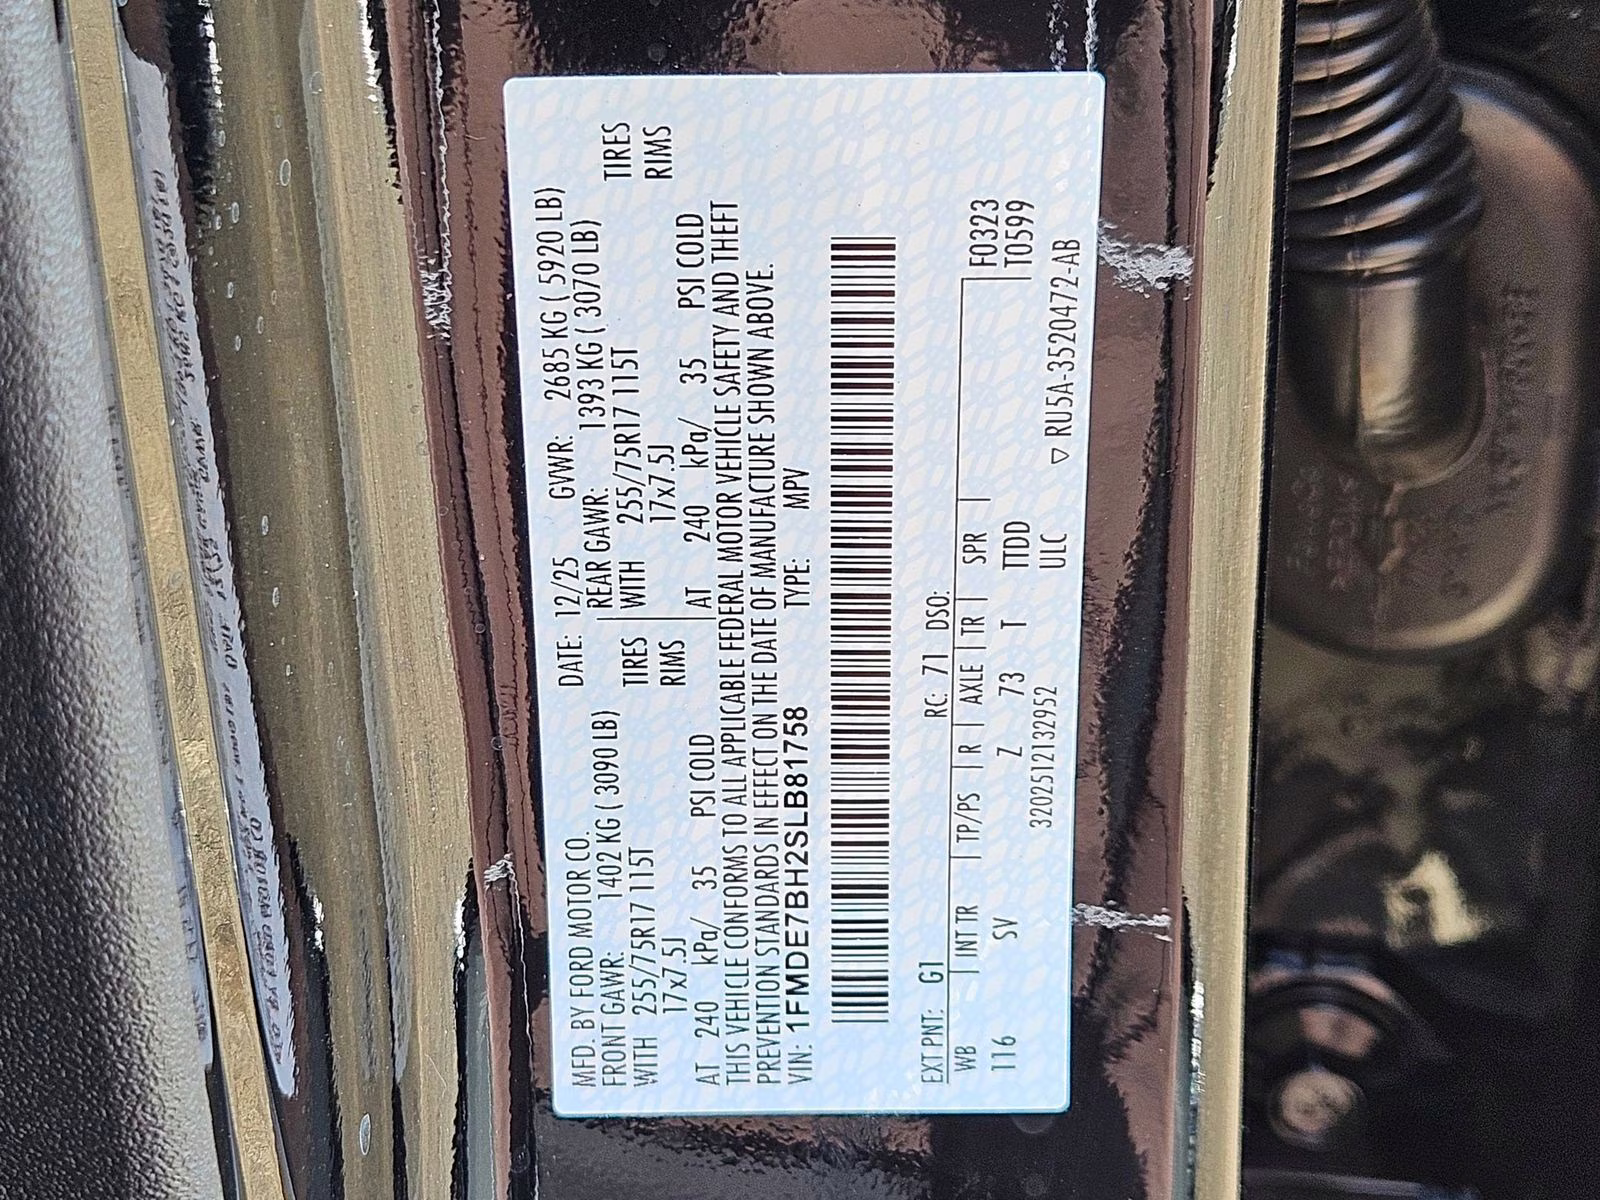 MFD. BY FORD MOTOR CO.
DATE: 12/25 GVWR: 2685 KG ( 5920 LB)
FRONT GAWR: 1402 KG ( 3090 LB) REAR GAWR: 1393 KG ( 3070 LB)
WITH 255/75R17 115T TIRES WITH 255/75R17 115T TIRES
17x7.5J RIMS 17x7.5J RIMS
AT 240 kPa/ 35 PSI COLD AT 240 kPa/ 35 PSI COLD
THIS VEHICLE CONFORMS TO ALL APPLICABLE FEDERAL MOTOR VEHICLE SAFETY AND THEFT
PREVENTION STANDARDS IN EFFECT ON THE DATE OF MANUFACTURE SHOWN ABOVE.
VIN: 1FMDE7BH2SLB81758 TYPE: MPV
EXT PNT: G1 RC: 71 DSO:
WB INT TR TP/PS R AXLE TR SPR F0323
116 SV Z 73 T TTDD T0599
3202512132952 ULC
▽ RU5A-3520472-AB